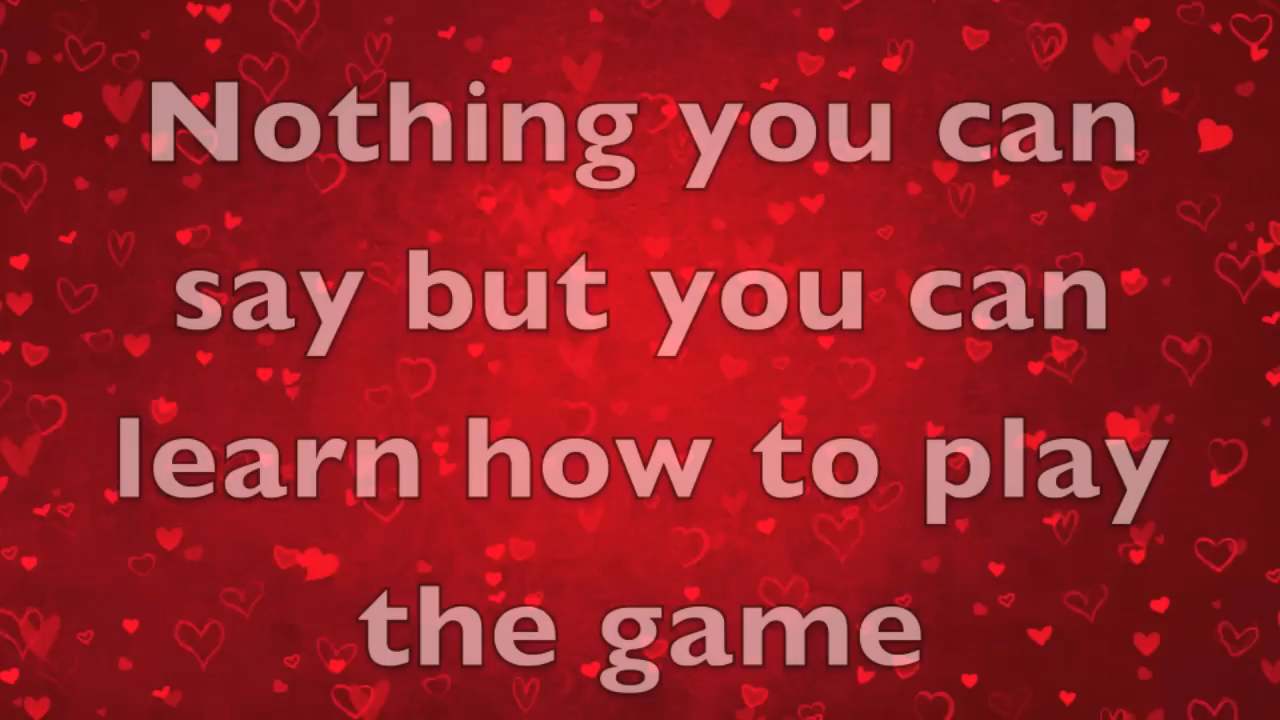 Nothing you can
say but you can
learn how to play
the game